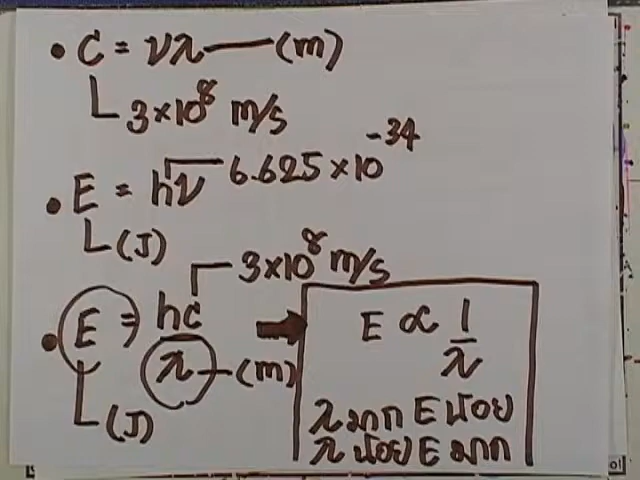 • C = νλ — (m)
3×10⁸ m/s
• E = hν 6.625×10⁻³⁴
(J)
3×10⁸ m/s
• E = hc/λ — (m)
(J)
E ∝ 1/λ
λ มาก E น้อย
λ น้อย E มาก